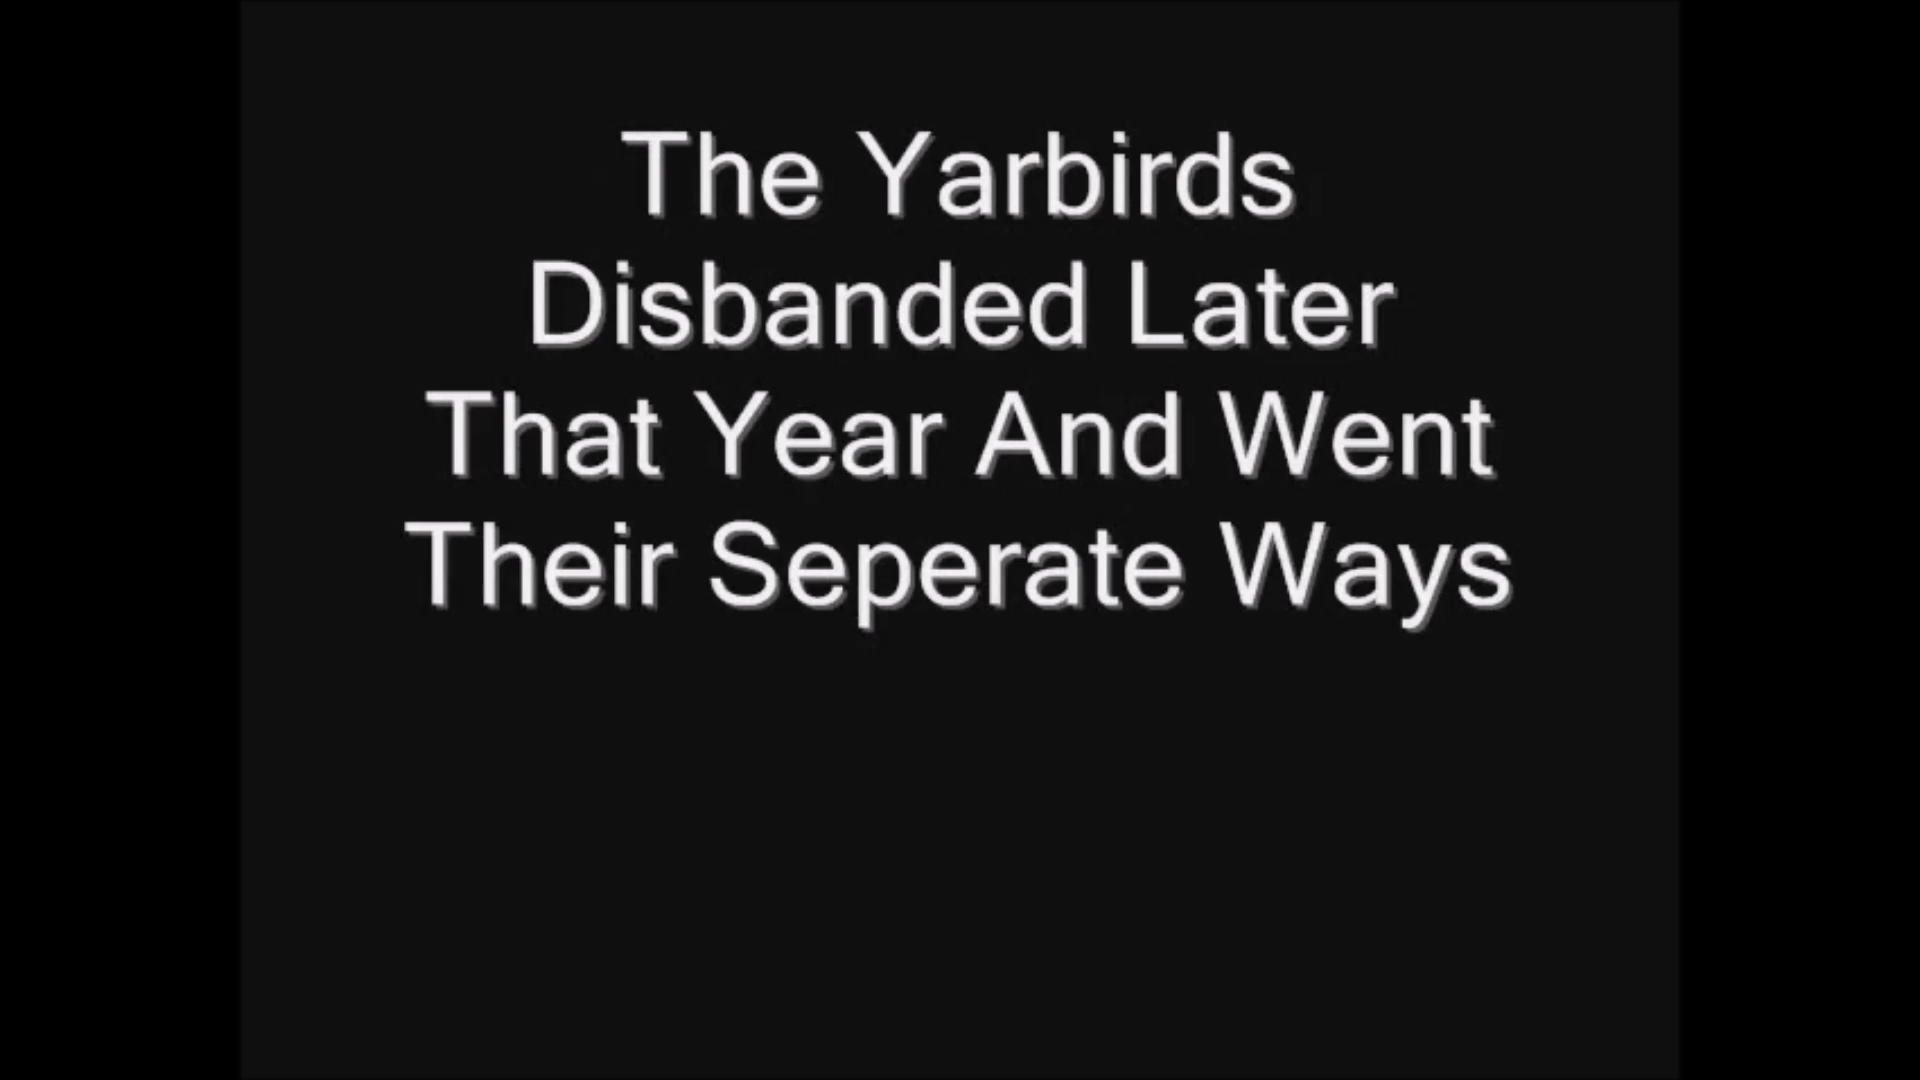 The Yarbirds
Disbanded Later
That Year And Went
Their Seperate Ways